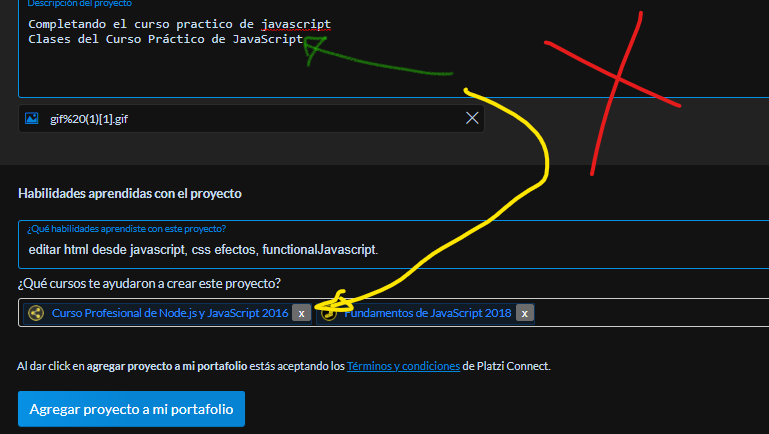 Descripción del proyecto
Completando el curso practico de javascript
Clases del Curso Práctico de JavaScript
gif%20(1)[1].gif
Habilidades aprendidas con el proyecto
¿Qué habilidades aprendiste con este proyecto?
editar html desde javascript, css efectos, functionalJavascript.
¿Qué cursos te ayudaron a crear este proyecto?
Curso Profesional de Node.js y JavaScript 2016 x Fundamentos de JavaScript 2018 x
Al dar click en agregar proyecto a mi portafolio estás aceptando los Términos y condiciones de Platzi Connect.
Agregar proyecto a mi portafolio